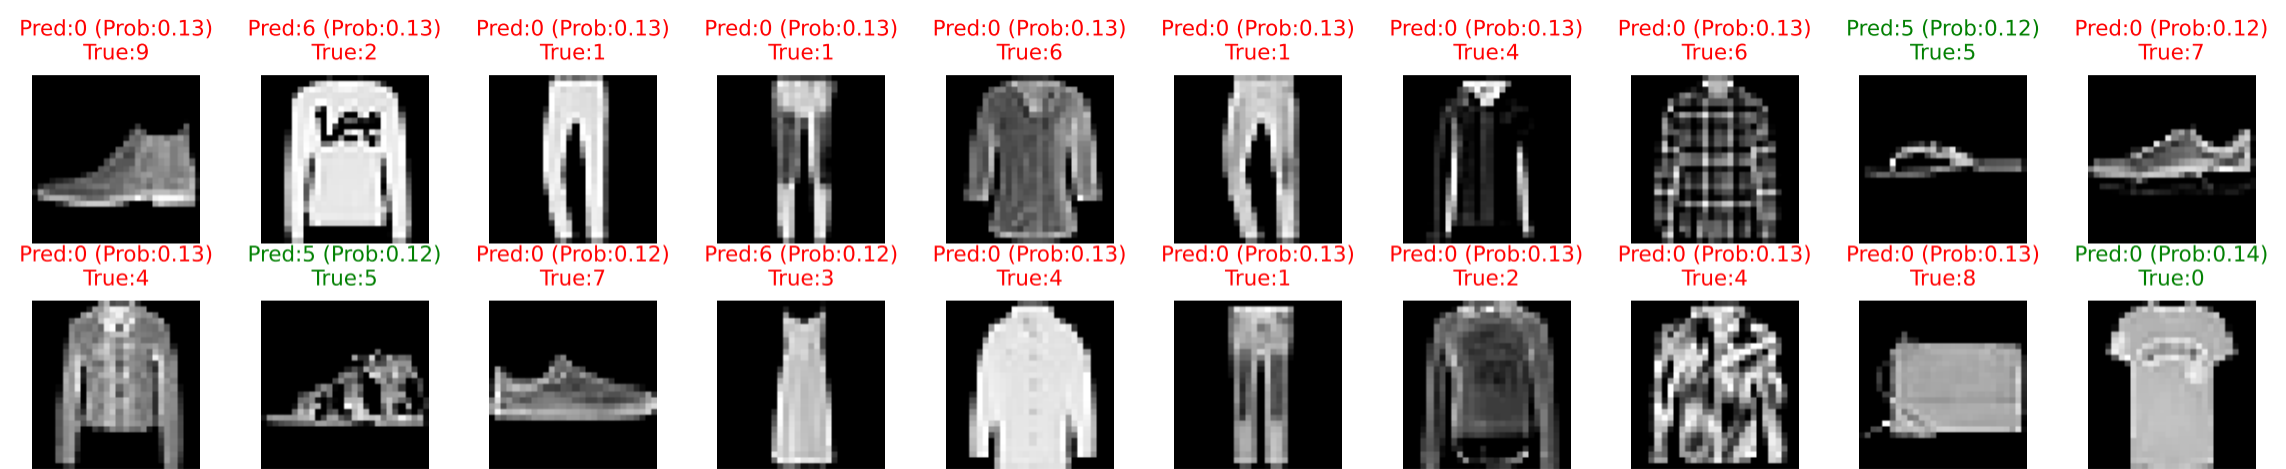 Pred:0 (Prob:0.13) Pred:6 (Prob:0.13) Pred:0 (Prob:0.13) Pred:0 (Prob:0.13) Pred:0 (Prob:0.13) Pred:0 (Prob:0.13) Pred:0 (Prob:0.13) Pred:0 (Prob:0.13) Pred:5 (Prob:0.12) Pred:0 (Prob:0.12)
True:9 True:2 True:1 True:1 True:6 True:1 True:4 True:6 True:5 True:7
Lee
Pred:0 (Prob:0.13) Pred:5 (Prob:0.12) Pred:0 (Prob:0.12) Pred:6 (Prob:0.12) Pred:0 (Prob:0.13) Pred:0 (Prob:0.13) Pred:0 (Prob:0.13) Pred:0 (Prob:0.13) Pred:0 (Prob:0.13) Pred:0 (Prob:0.14)
True:4 True:5 True:7 True:3 True:4 True:1 True:2 True:4 True:8 True:0